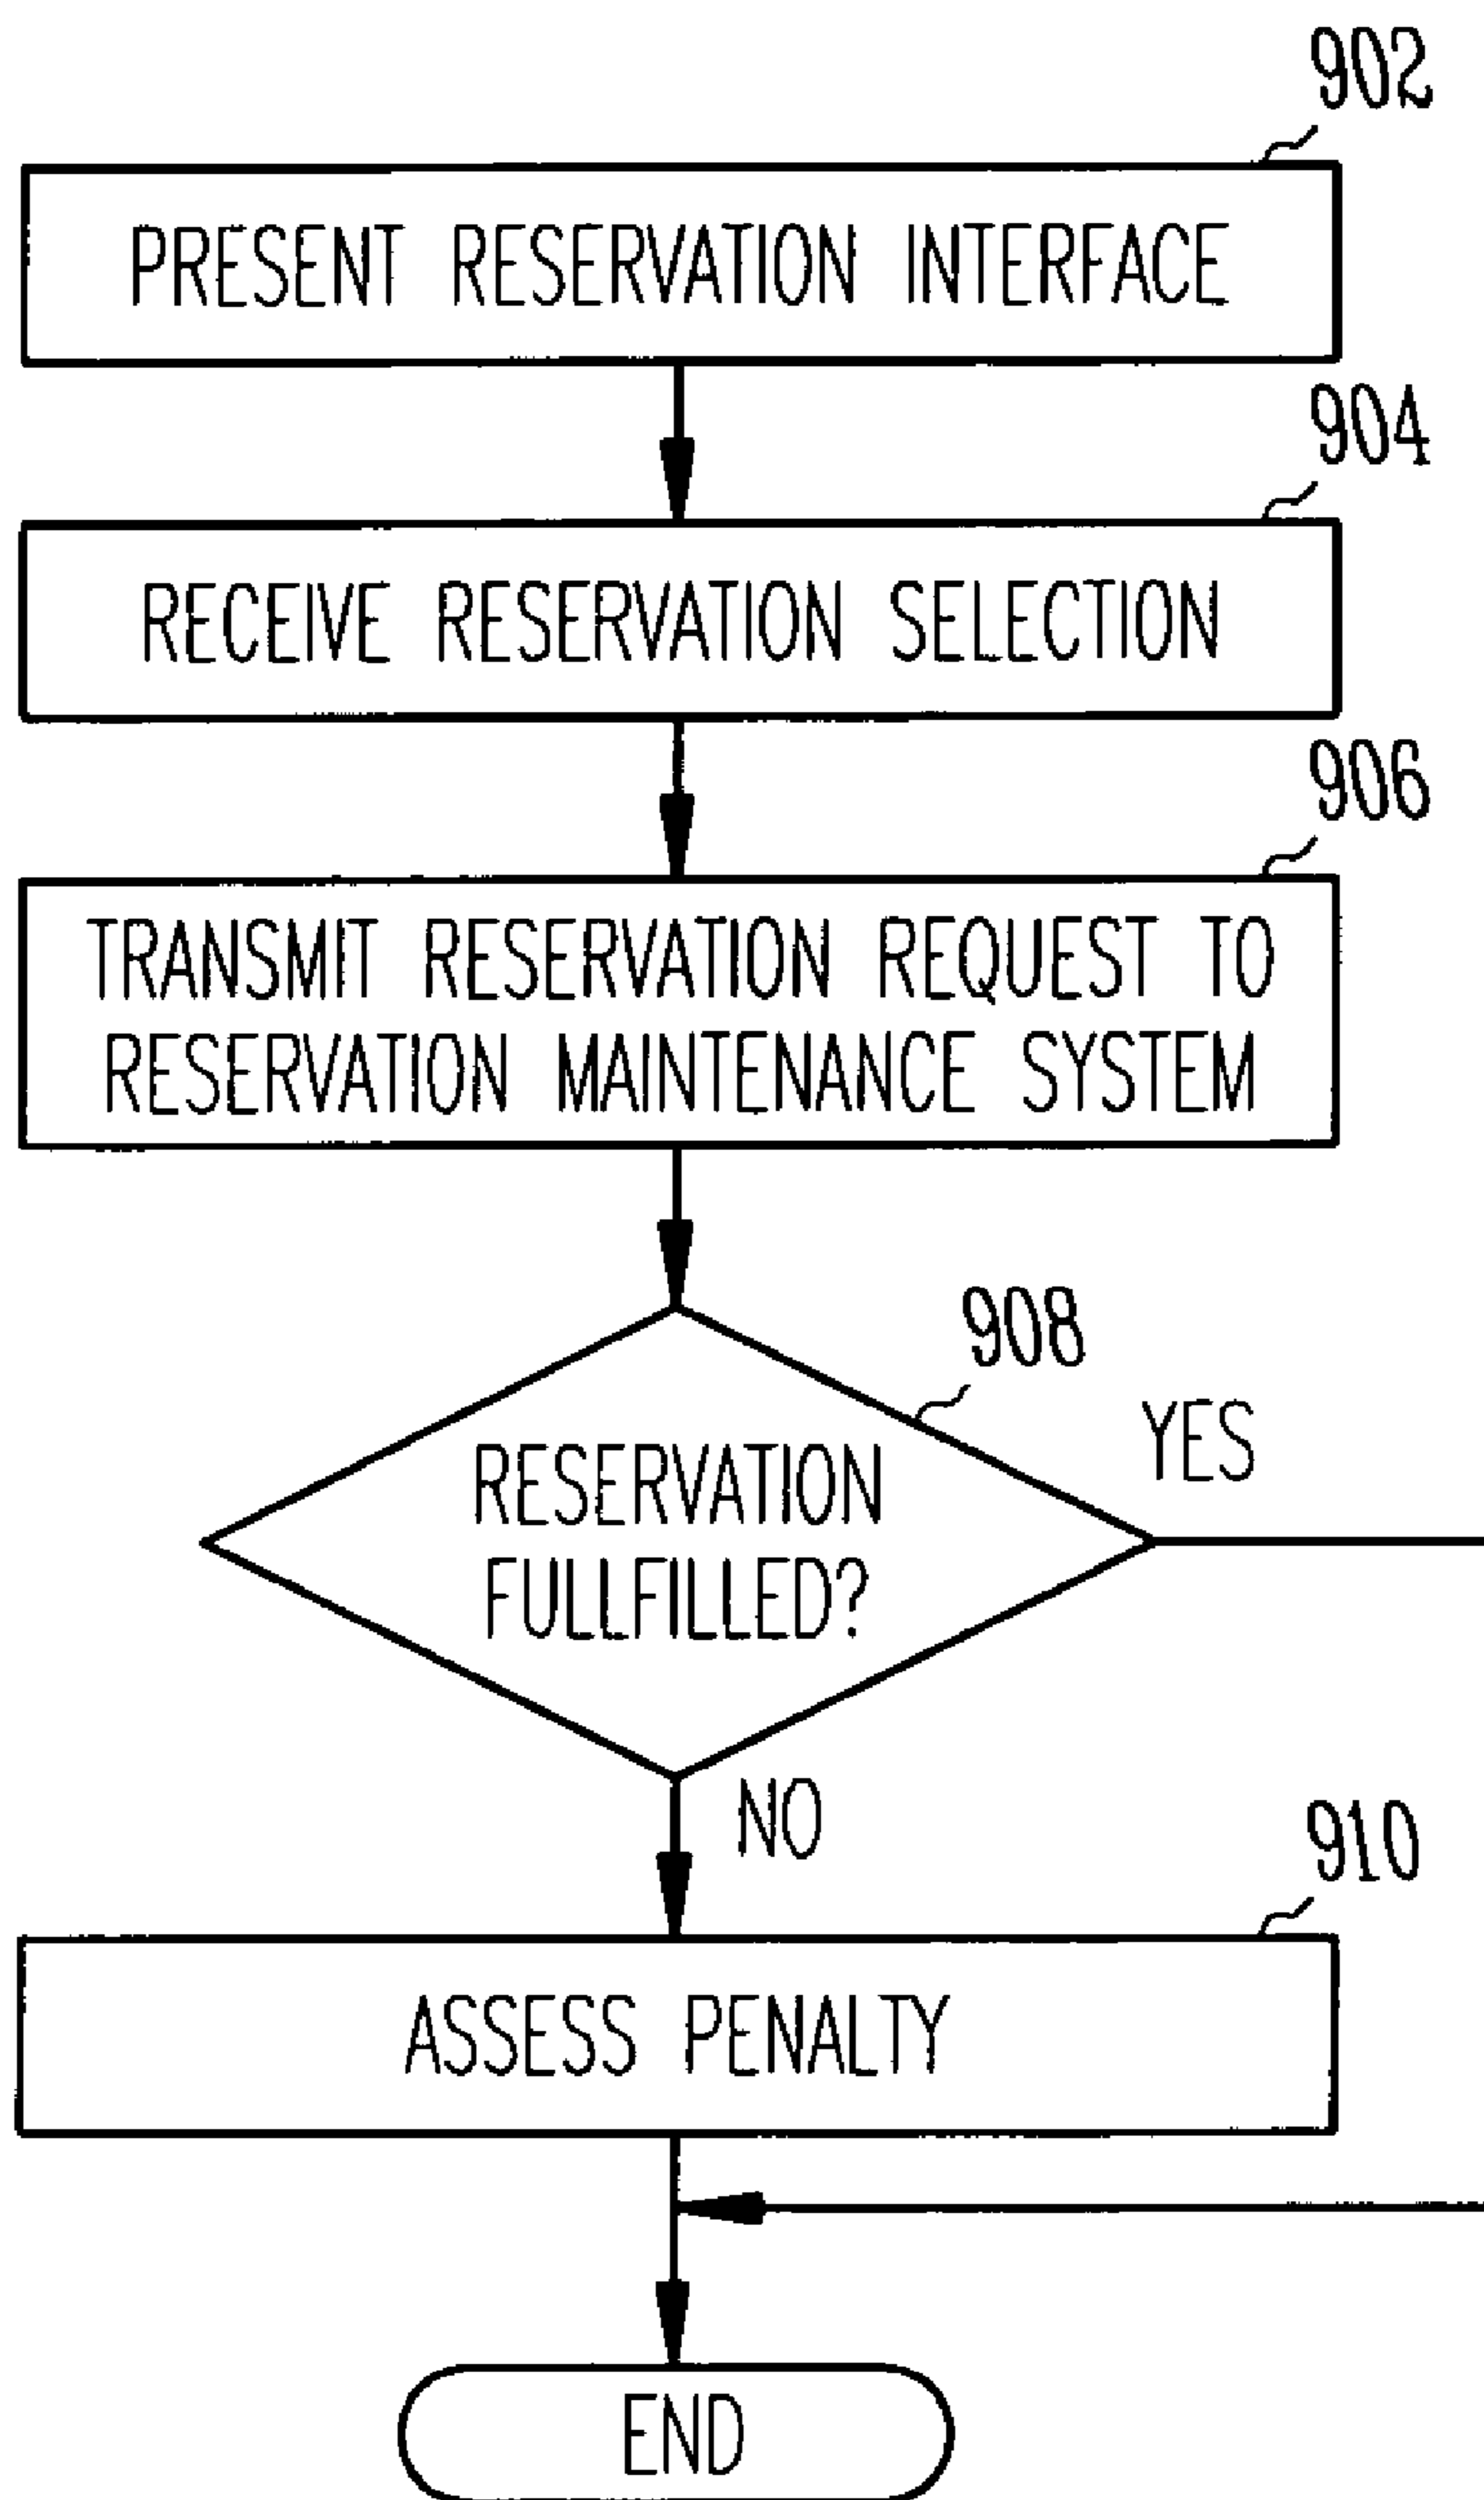 902
PRESENT RESERVATION INTERFACE
904
RECEIVE RESERVATION SELECTION
906
TRANSMIT RESERVATION REQUEST TO
RESERVATION MAINTENANCE SYSTEM
908
YES
RESERVATION
FULLFILLED?
NO
910
ASSESS PENALTY
END